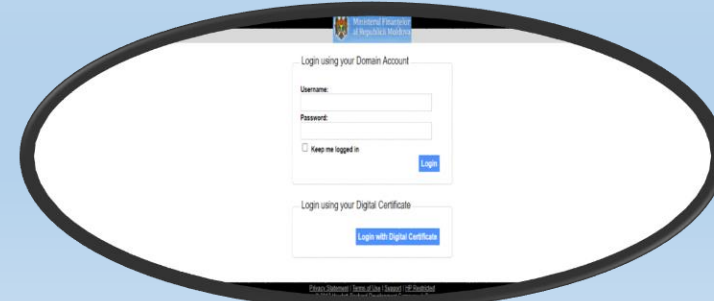 Ministerul Finanțelor
al Republicii Moldova
Login using your Domain Account
Username:
Password:
Keep me logged in
Login
Login using your Digital Certificate
Login with Digital Certificate
Privacy Statement | Terms of Use | Support | HP Restricted